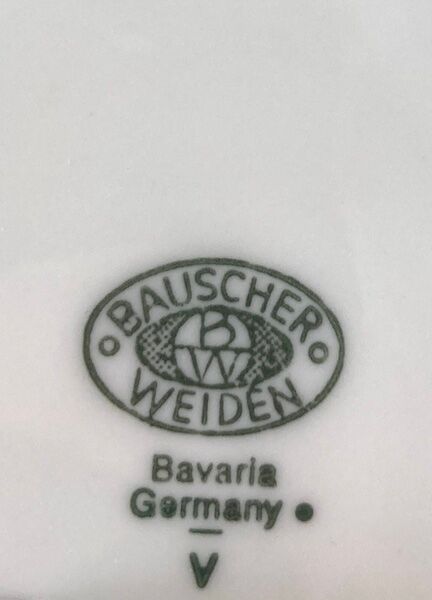 BAUSCHER
B
W
WEIDEN
Bavaria
Germany •
V